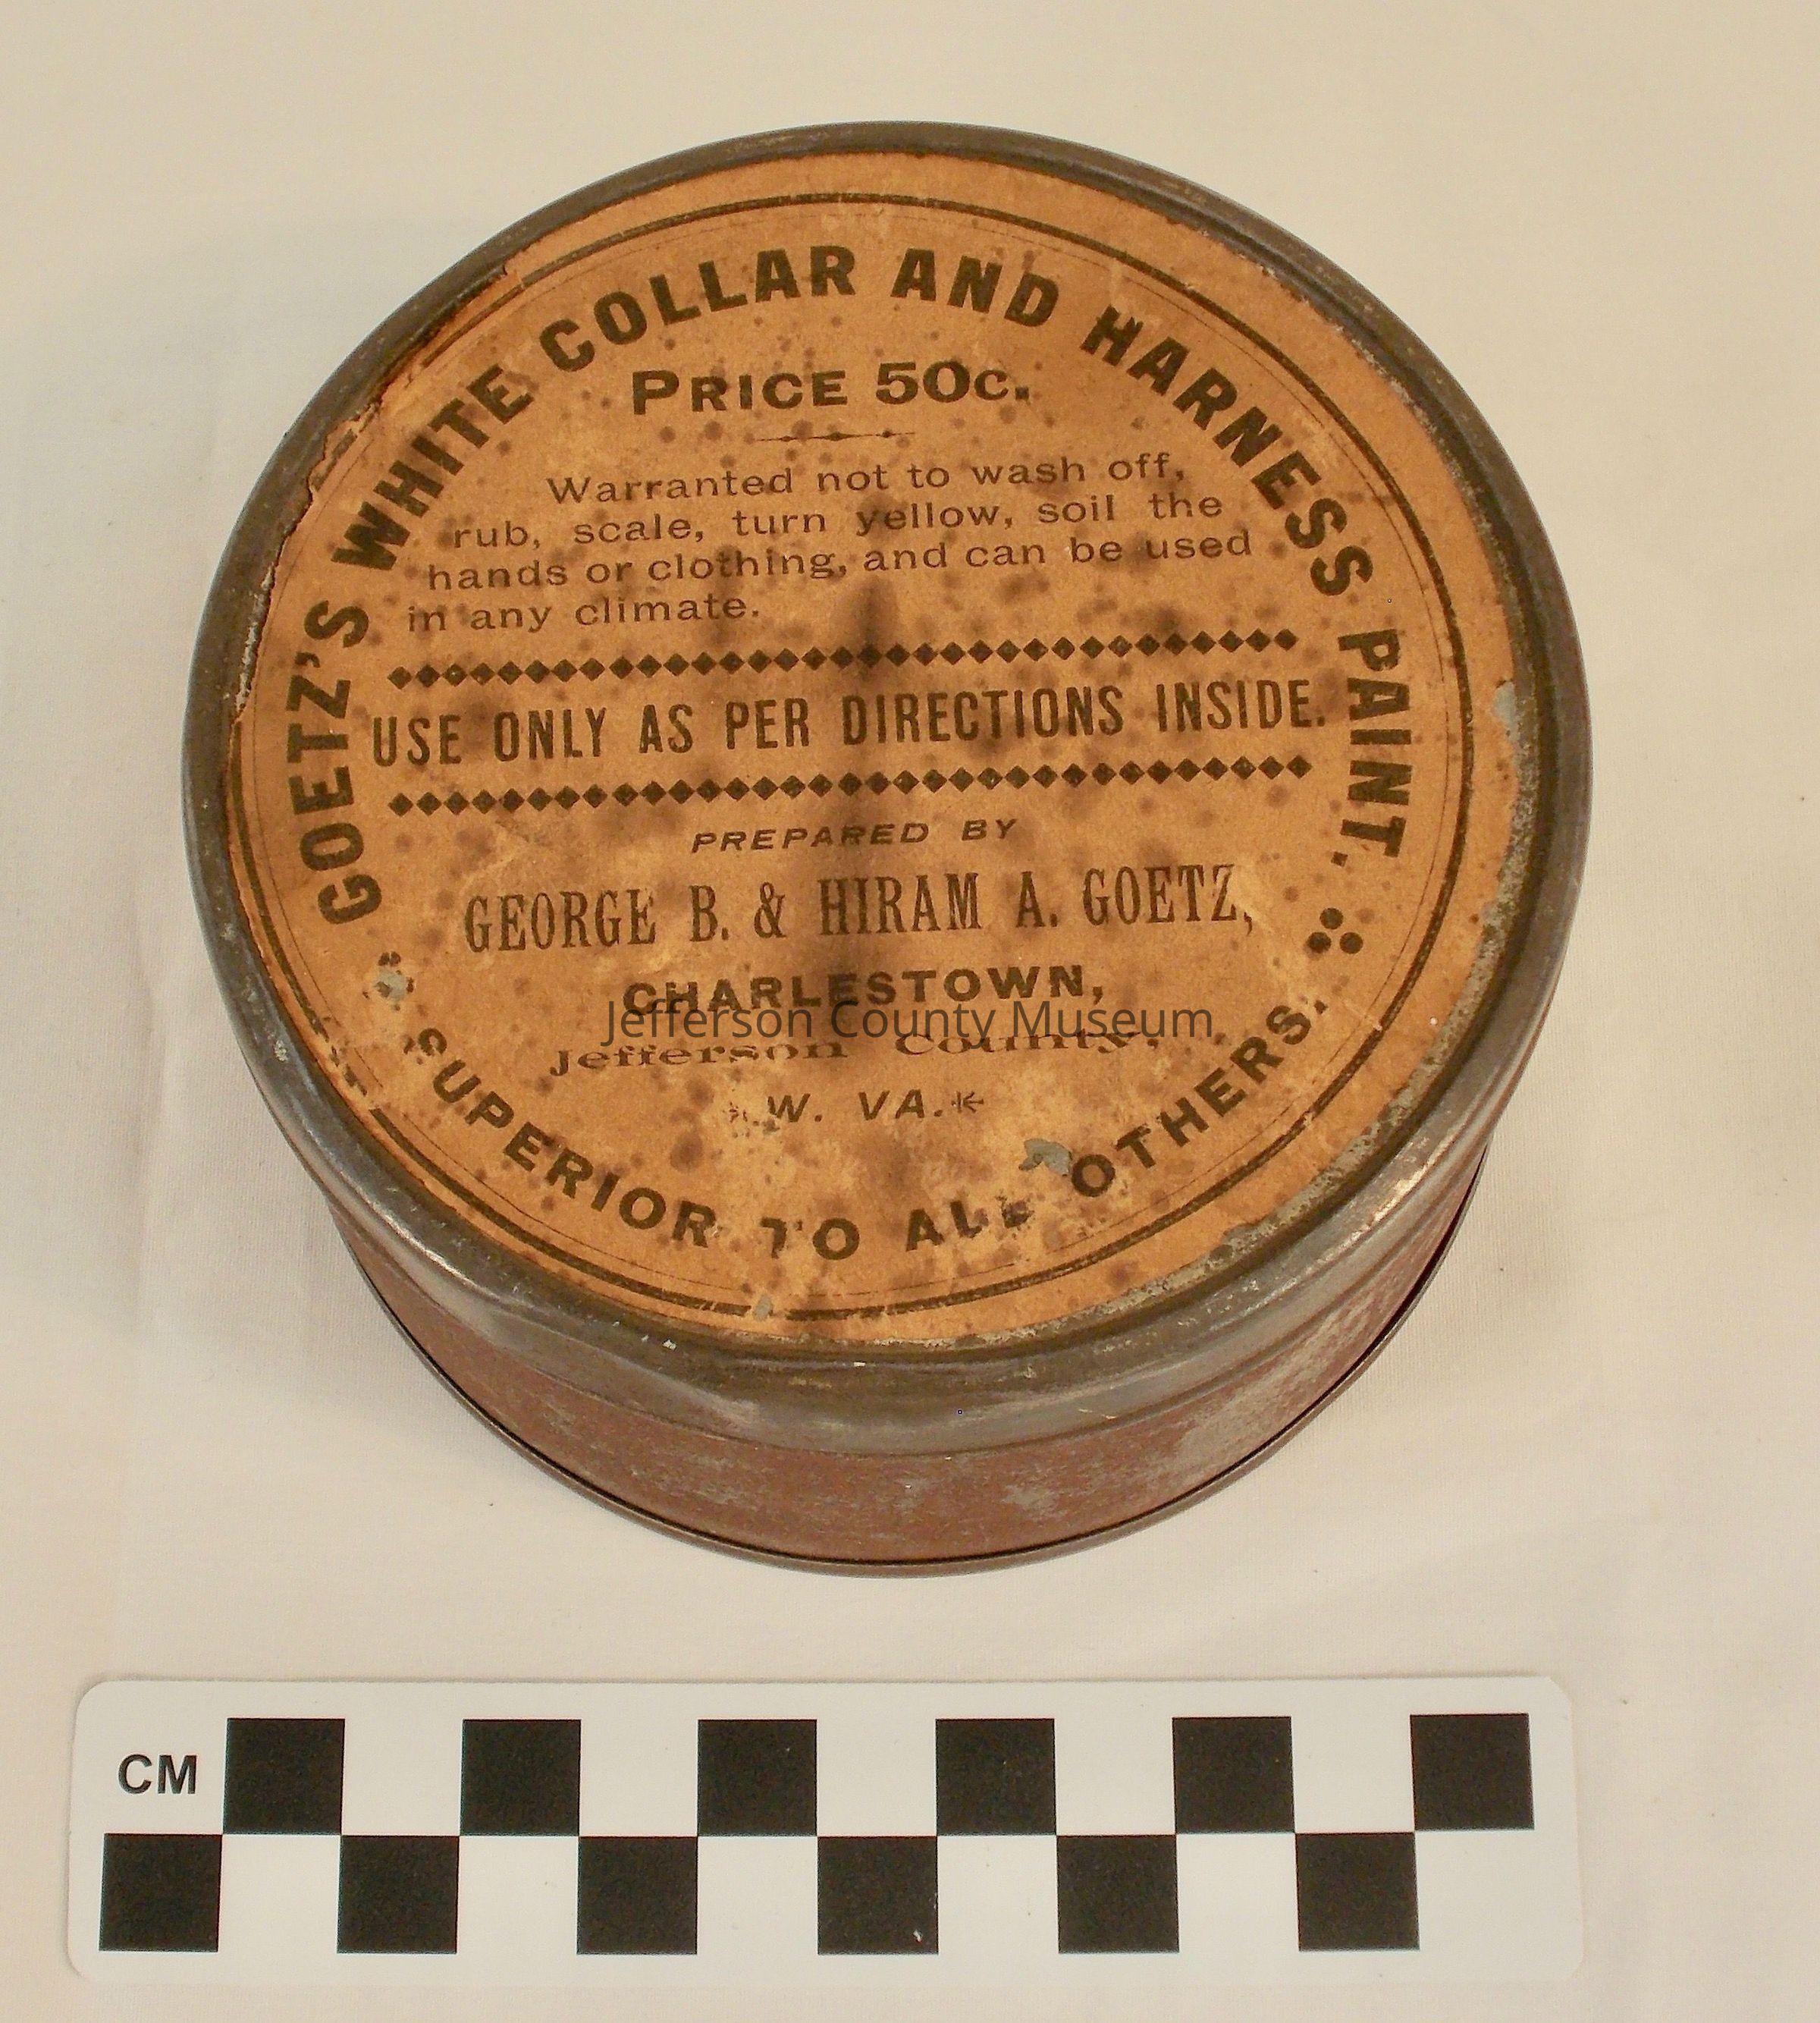 GOETZ'S WHITE COLLAR AND HARNESS PAINT.
PRICE 50c.
Warranted not to wash off,
rub, scale, turn yellow, soil the
hands or clothing, and can be used
in any climate.
USE ONLY AS PER DIRECTIONS INSIDE.
PREPARED BY
GEORGE B. & HIRAM A. GOETZ,
CHARLESTOWN,
Jefferson County Museum
Jefferson County,
W. VA.
SUPERIOR TO ALL OTHERS.
CM